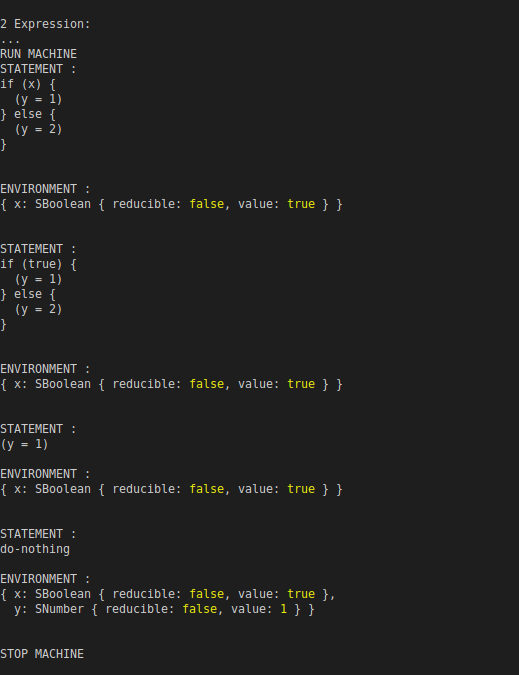 2 Expression:
...
RUN MACHINE
STATEMENT :
if (x) {
  (y = 1)
} else {
  (y = 2)
}
ENVIRONMENT :
{ x: SBoolean { reducible: false, value: true } }
STATEMENT :
if (true) {
  (y = 1)
} else {
  (y = 2)
}
ENVIRONMENT :
{ x: SBoolean { reducible: false, value: true } }
STATEMENT :
(y = 1)
ENVIRONMENT :
{ x: SBoolean { reducible: false, value: true } }
STATEMENT :
do-nothing
ENVIRONMENT :
{ x: SBoolean { reducible: false, value: true },
  y: SNumber { reducible: false, value: 1 } }
STOP MACHINE